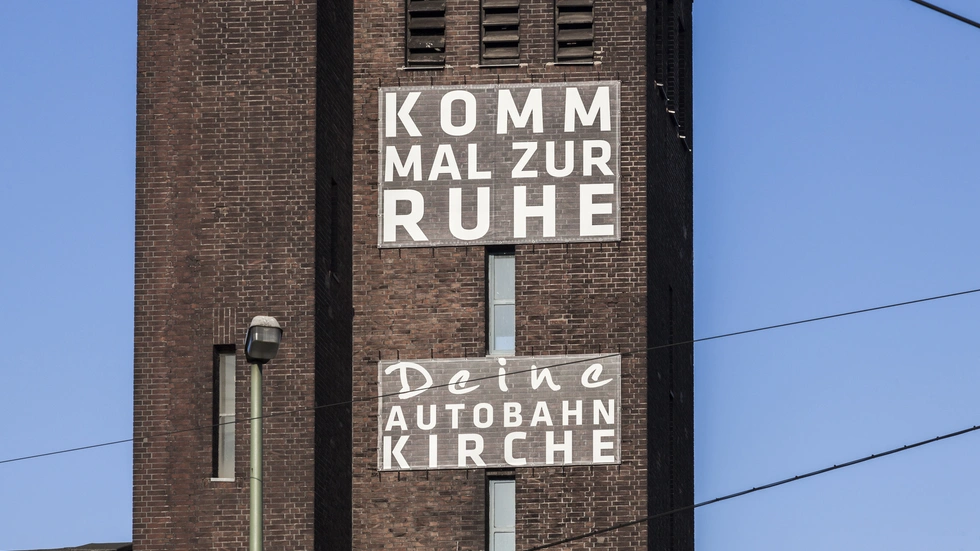 KOMM
MAL ZUR
RUHE
Deine
AUTOBAHN
KIRCHE